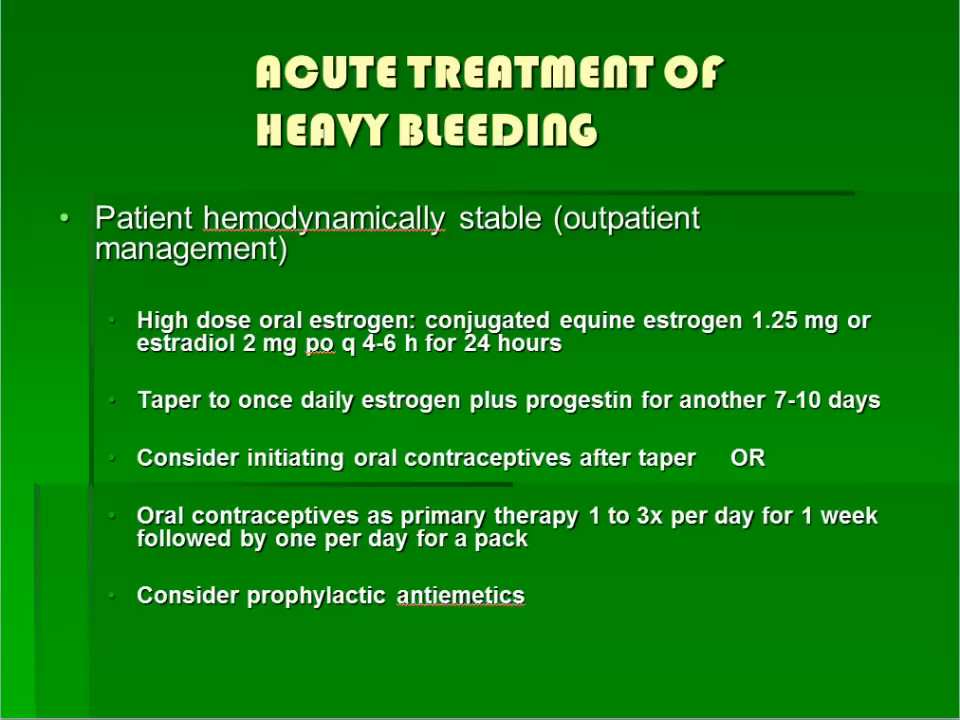 ACUTE TREATMENT OF
HEAVY BLEEDING
• Patient hemodynamically stable (outpatient
management)
• High dose oral estrogen: conjugated equine estrogen 1.25 mg or
estradiol 2 mg po q 4-6 h for 24 hours
• Taper to once daily estrogen plus progestin for another 7-10 days
• Consider initiating oral contraceptives after taper OR
• Oral contraceptives as primary therapy 1 to 3x per day for 1 week
followed by one per day for a pack
• Consider prophylactic antiemetics